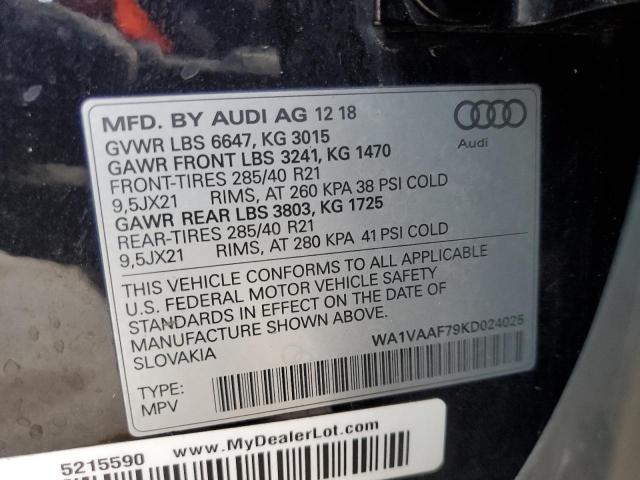 MFD. BY AUDI AG 12 18
GVWR LBS 6647, KG 3015
GAWR FRONT LBS 3241, KG 1470
FRONT-TIRES 285/40 R21
9,5JX21 RIMS, AT 260 KPA 38 PSI COLD
GAWR REAR LBS 3803, KG 1725
REAR-TIRES 285/40 R21
9,5JX21 RIMS, AT 280 KPA 41 PSI COLD
Audi
THIS VEHICLE CONFORMS TO ALL APPLICABLE
U.S. FEDERAL MOTOR VEHICLE SAFETY
STANDARDS IN EFFECT ON THE DATE OF
MANUFACTURE SHOWN ABOVE.
SLOVAKIA
WA1VAAF79KD024025
TYPE:
MPV
5215590 www.MyDealerLot.com